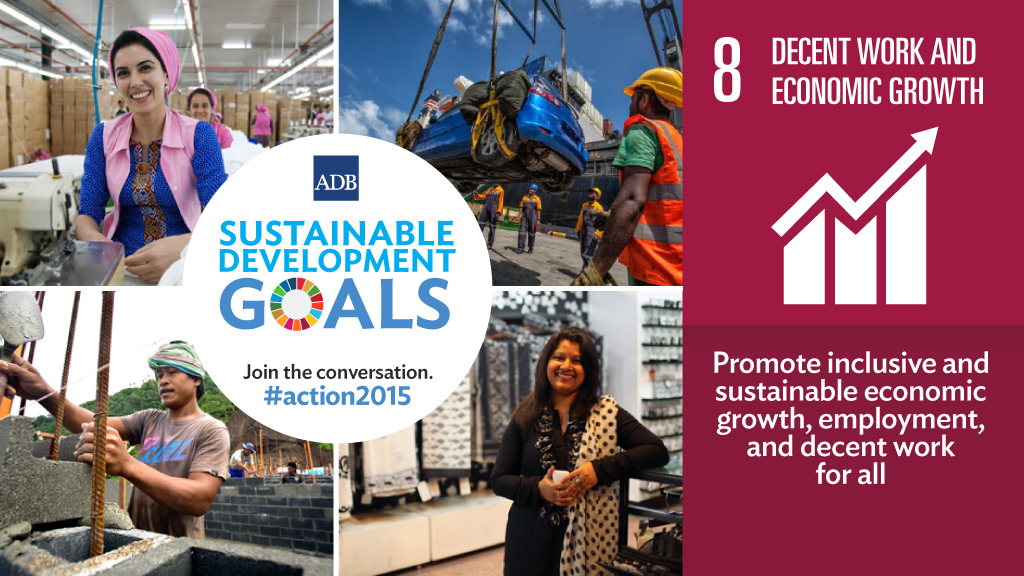 ADB
SUSTAINABLE
DEVELOPMENT
GOALS
Join the conversation.
#action2015
8
DECENT WORK AND
ECONOMIC GROWTH
Promote inclusive and
sustainable economic
growth, employment,
and decent work
for all